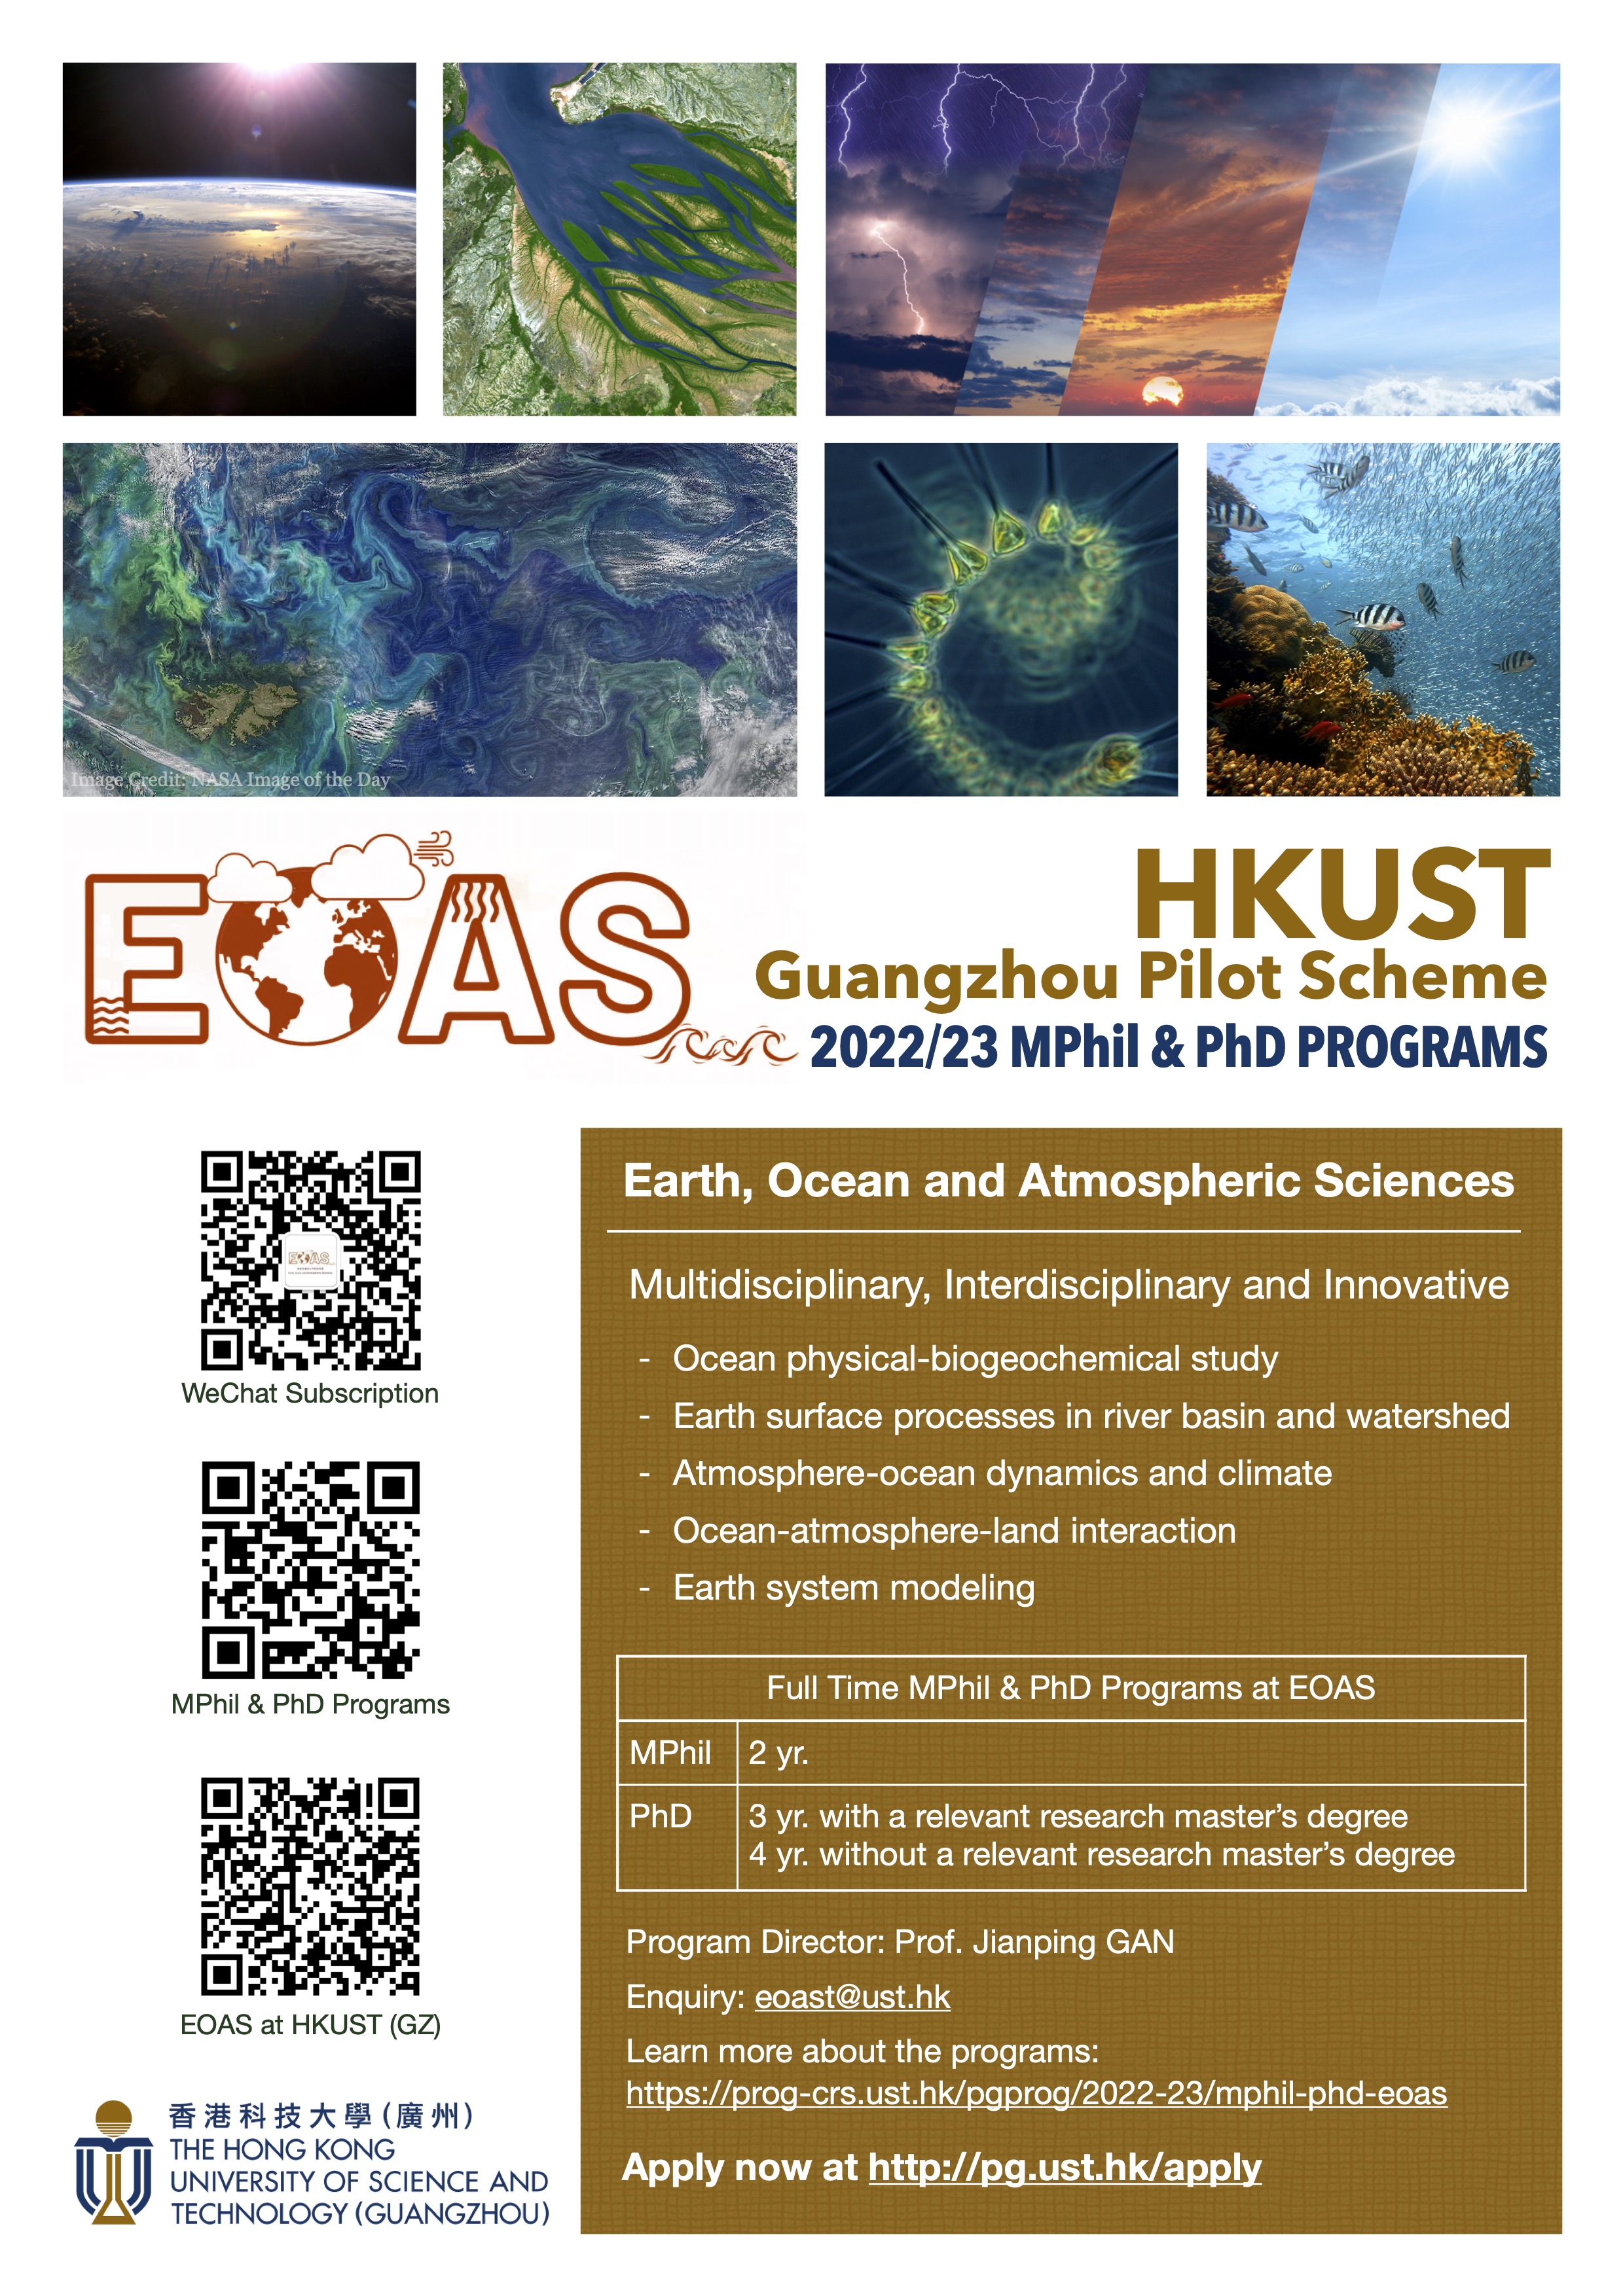 Image Credit: NASA Image of the Day
EOAS
HKUST
Guangzhou Pilot Scheme
2022/23 MPhil & PhD PROGRAMS
EOAS
WeChat Subscription
MPhil & PhD Programs
EOAS at HKUST (GZ)
香港科技大學(廣州)
THE HONG KONG
UNIVERSITY OF SCIENCE AND
TECHNOLOGY (GUANGZHOU)
Earth, Ocean and Atmospheric Sciences
Multidisciplinary, Interdisciplinary and Innovative
- Ocean physical-biogeochemical study
- Earth surface processes in river basin and watershed
- Atmosphere-ocean dynamics and climate
- Ocean-atmosphere-land interaction
- Earth system modeling
Full Time MPhil & PhD Programs at EOAS
MPhil 2 yr.
PhD 3 yr. with a relevant research master’s degree
4 yr. without a relevant research master’s degree
Program Director: Prof. Jianping GAN
Enquiry: eoast@ust.hk
Learn more about the programs:
https://prog-crs.ust.hk/pgprog/2022-23/mphil-phd-eoas
Apply now at http://pg.ust.hk/apply